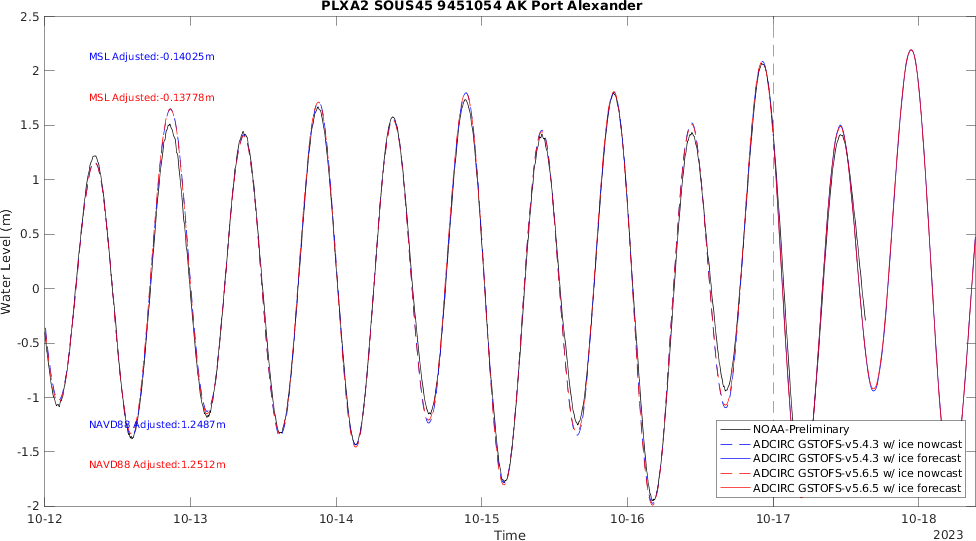 PLXA2 SOUS45 9451054 AK Port Alexander
2.5
2
1.5
1
0.5
0
-0.5
-1
-1.5
-2
Water Level (m)
MSL Adjusted:-0.14025m
MSL Adjusted:-0.13778m
NAVD88 Adjusted:1.2487m
NAVD88 Adjusted:1.2512m
NOAA-Preliminary
ADCIRC GSTOFS-v5.4.3 w/ ice nowcast
ADCIRC GSTOFS-v5.4.3 w/ ice forecast
ADCIRC GSTOFS-v5.6.5 w/ ice nowcast
ADCIRC GSTOFS-v5.6.5 w/ ice forecast
10-12 10-13 10-14 10-15 10-16 10-17 10-18
Time
2023